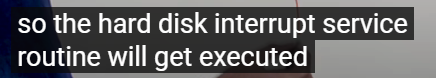 so the hard disk interrupt service
routine will get executed